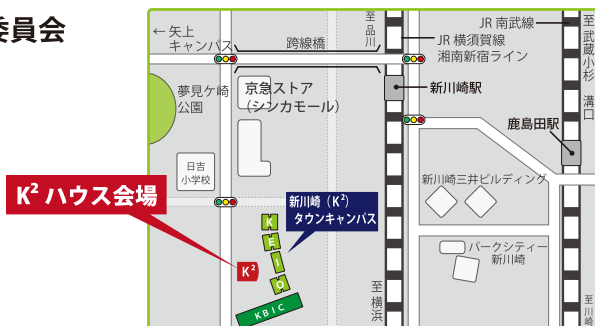 委員会
← 矢上
キャンパス
跨線橋
至品川
JR 南武線
JR 横須賀線
湘南新宿ライン
至武蔵小杉 溝口
夢見ヶ崎
公園
京急ストア
(シンカモール)
新川崎駅
鹿島田駅
日吉
小学校
新川崎三井ビルディング
K² ハウス会場
新川崎(K²)
タウンキャンパス
K
E
I
O
K²
KBIC
パークシティー
新川崎
至横浜
至川崎